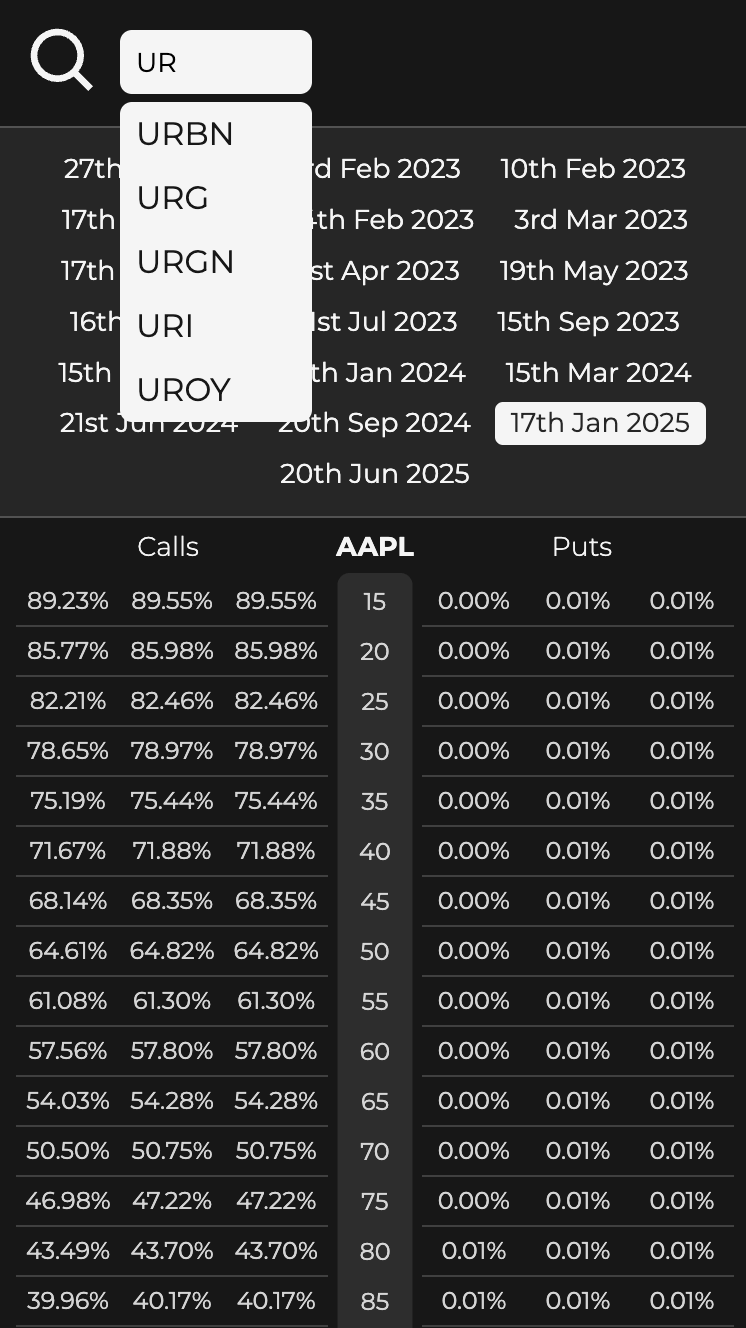 UR
URBN
URG
URGN
URI
UROY
27th rd Feb 2023 10th Feb 2023
17th th Feb 2023 3rd Mar 2023
17th st Apr 2023 19th May 2023
16th st Jul 2023 15th Sep 2023
15th th Jan 2024 15th Mar 2024
21st Jun 2024 20th Sep 2024 17th Jan 2025
20th Jun 2025
Calls AAPL Puts
89.23% 89.55% 89.55% 15 0.00% 0.01% 0.01%
85.77% 85.98% 85.98% 20 0.00% 0.01% 0.01%
82.21% 82.46% 82.46% 25 0.00% 0.01% 0.01%
78.65% 78.97% 78.97% 30 0.00% 0.01% 0.01%
75.19% 75.44% 75.44% 35 0.00% 0.01% 0.01%
71.67% 71.88% 71.88% 40 0.00% 0.01% 0.01%
68.14% 68.35% 68.35% 45 0.00% 0.01% 0.01%
64.61% 64.82% 64.82% 50 0.00% 0.01% 0.01%
61.08% 61.30% 61.30% 55 0.00% 0.01% 0.01%
57.56% 57.80% 57.80% 60 0.00% 0.01% 0.01%
54.03% 54.28% 54.28% 65 0.00% 0.01% 0.01%
50.50% 50.75% 50.75% 70 0.00% 0.01% 0.01%
46.98% 47.22% 47.22% 75 0.00% 0.01% 0.01%
43.49% 43.70% 43.70% 80 0.01% 0.01% 0.01%
39.96% 40.17% 40.17% 85 0.01% 0.01% 0.01%